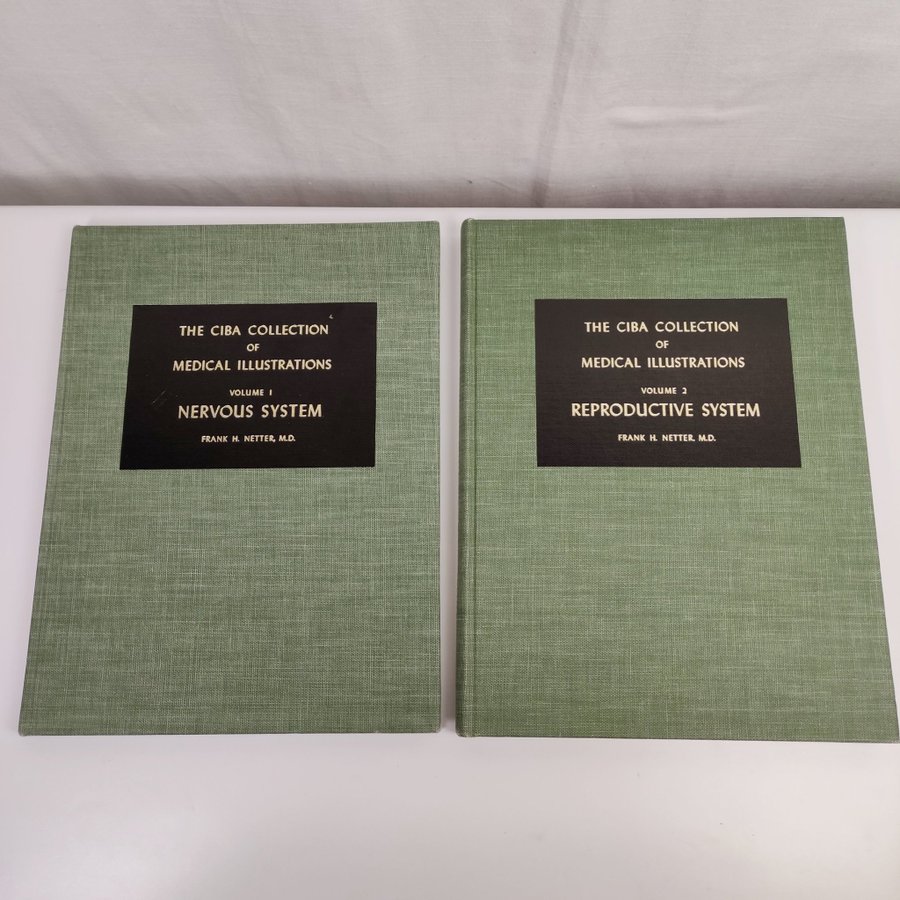 THE CIBA COLLECTION
OF
MEDICAL ILLUSTRATIONS
VOLUME 1
NERVOUS SYSTEM
FRANK H. NETTER, M.D.
THE CIBA COLLECTION
OF
MEDICAL ILLUSTRATIONS
VOLUME 2
REPRODUCTIVE SYSTEM
FRANK H. NETTER, M.D.